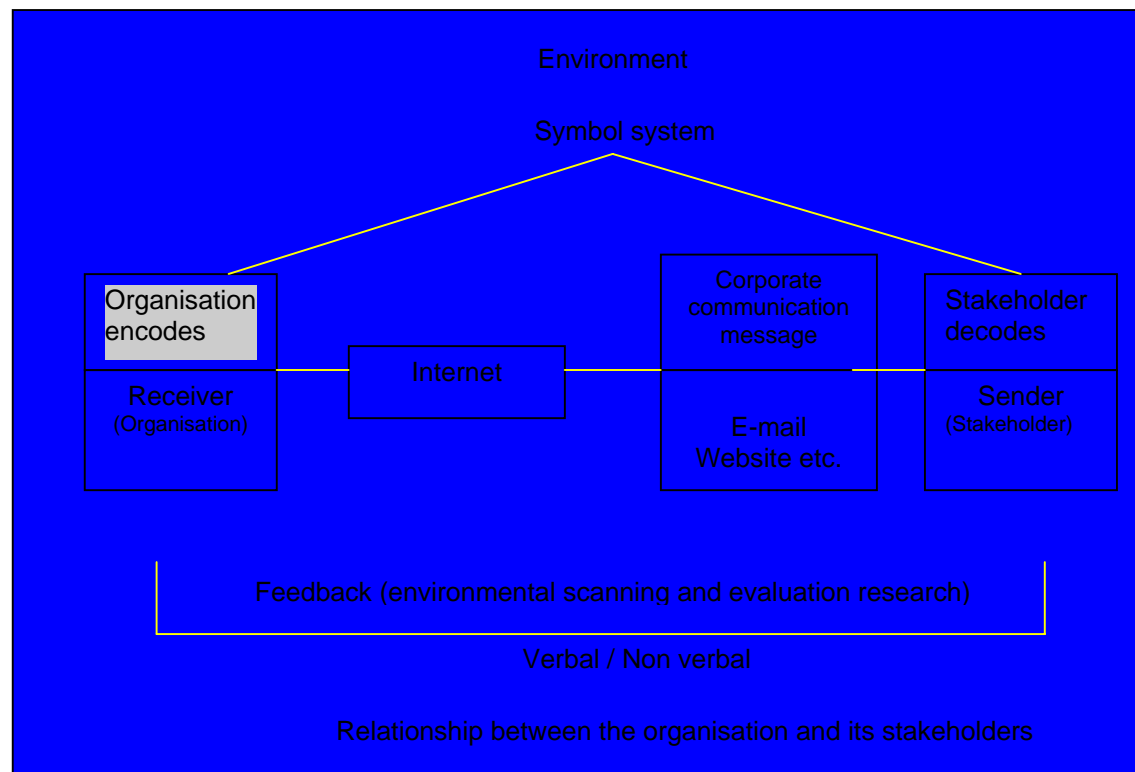 Environment
Symbol system
Organisation
encodes
Receiver
(Organisation)
Internet
Corporate
communication
message
E-mail
Website etc.
Stakeholder
decodes
Sender
(Stakeholder)
Feedback (environmental scanning and evaluation research)
Verbal / Non verbal
Relationship between the organisation and its stakeholders